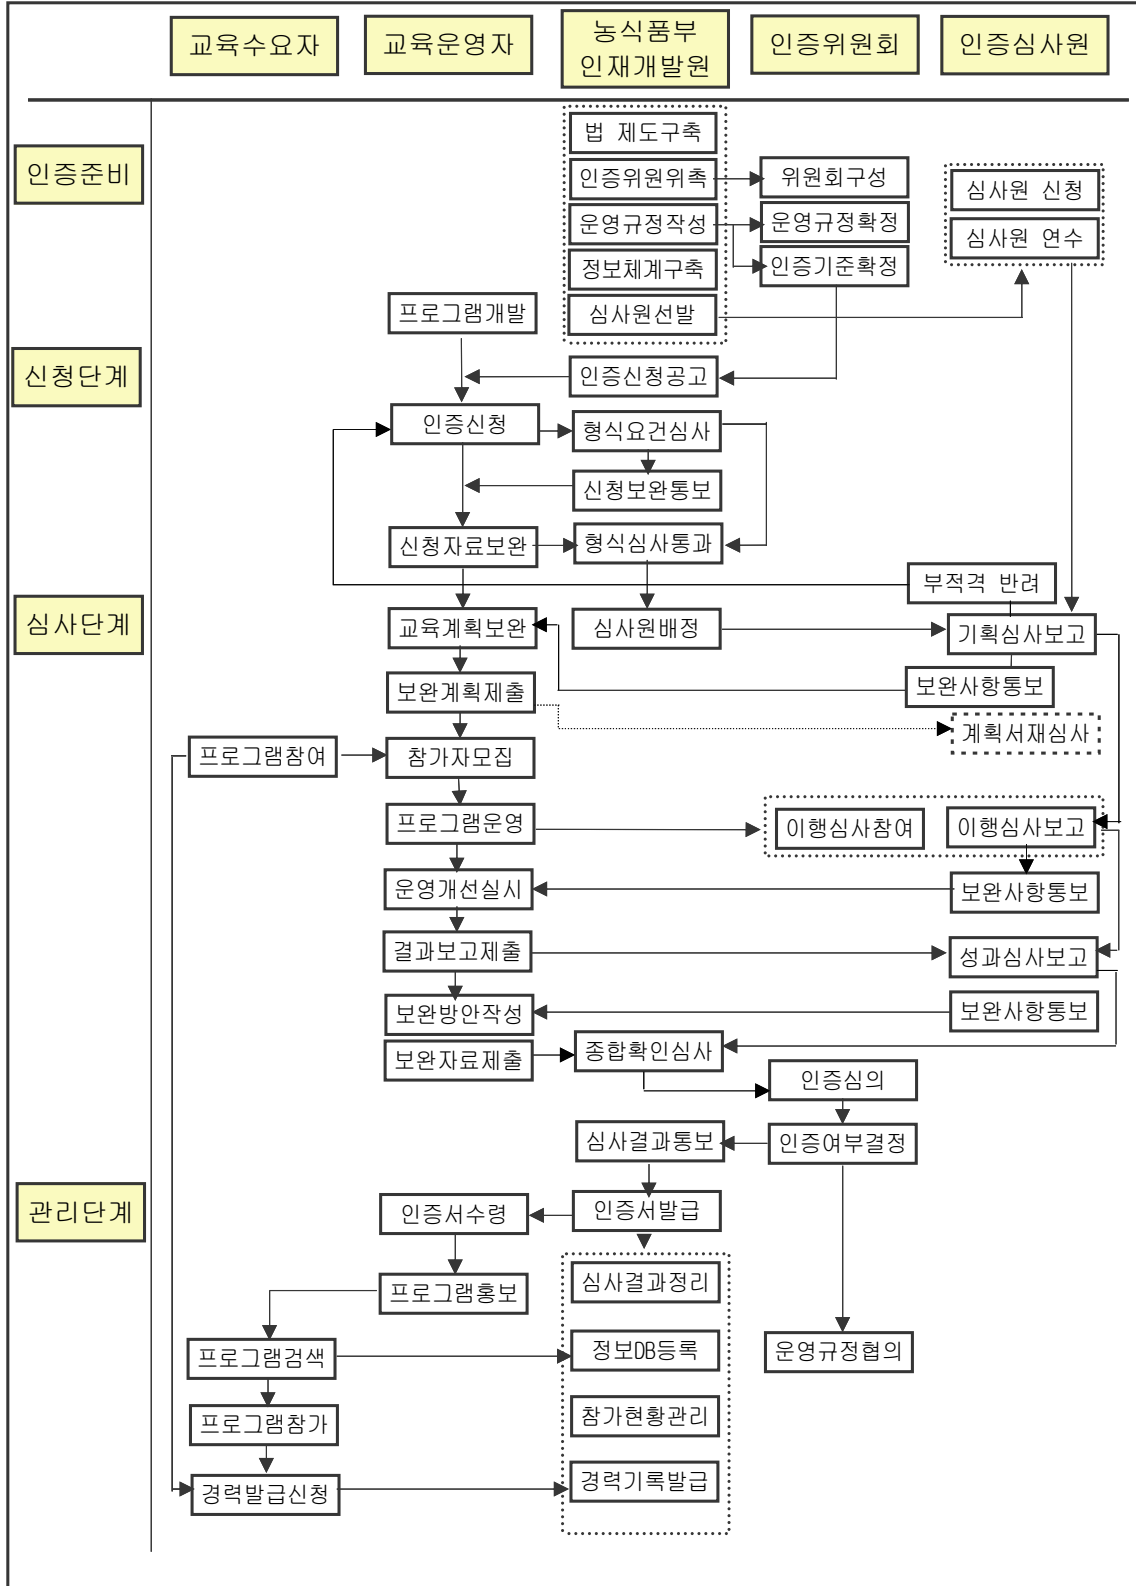 교육수요자
교육운영자
농식품부
인재개발원
인증위원회
인증심사원
인증준비
법 제도구축
인증위원위촉
위원회구성
심사원 신청
운영규정작성
운영규정확정
심사원 연수
정보체계구축
인증기준확정
프로그램개발
심사원선발
신청단계
인증신청공고
인증신청
형식요건심사
신청보완통보
신청자료보완
형식심사통과
부적격 반려
심사단계
교육계획보완
심사원배정
기획심사보고
보완계획제출
보완사항통보
계획서재심사
프로그램참여
참가자모집
프로그램운영
이행심사참여
이행심사보고
운영개선실시
보완사항통보
결과보고제출
성과심사보고
보완방안작성
보완사항통보
보완자료제출
종합확인심사
인증심의
심사결과통보
인증여부결정
관리단계
인증서수령
인증서발급
프로그램홍보
심사결과정리
프로그램검색
정보DB등록
운영규정협의
프로그램참가
참가현황관리
경력발급신청
경력기록발급